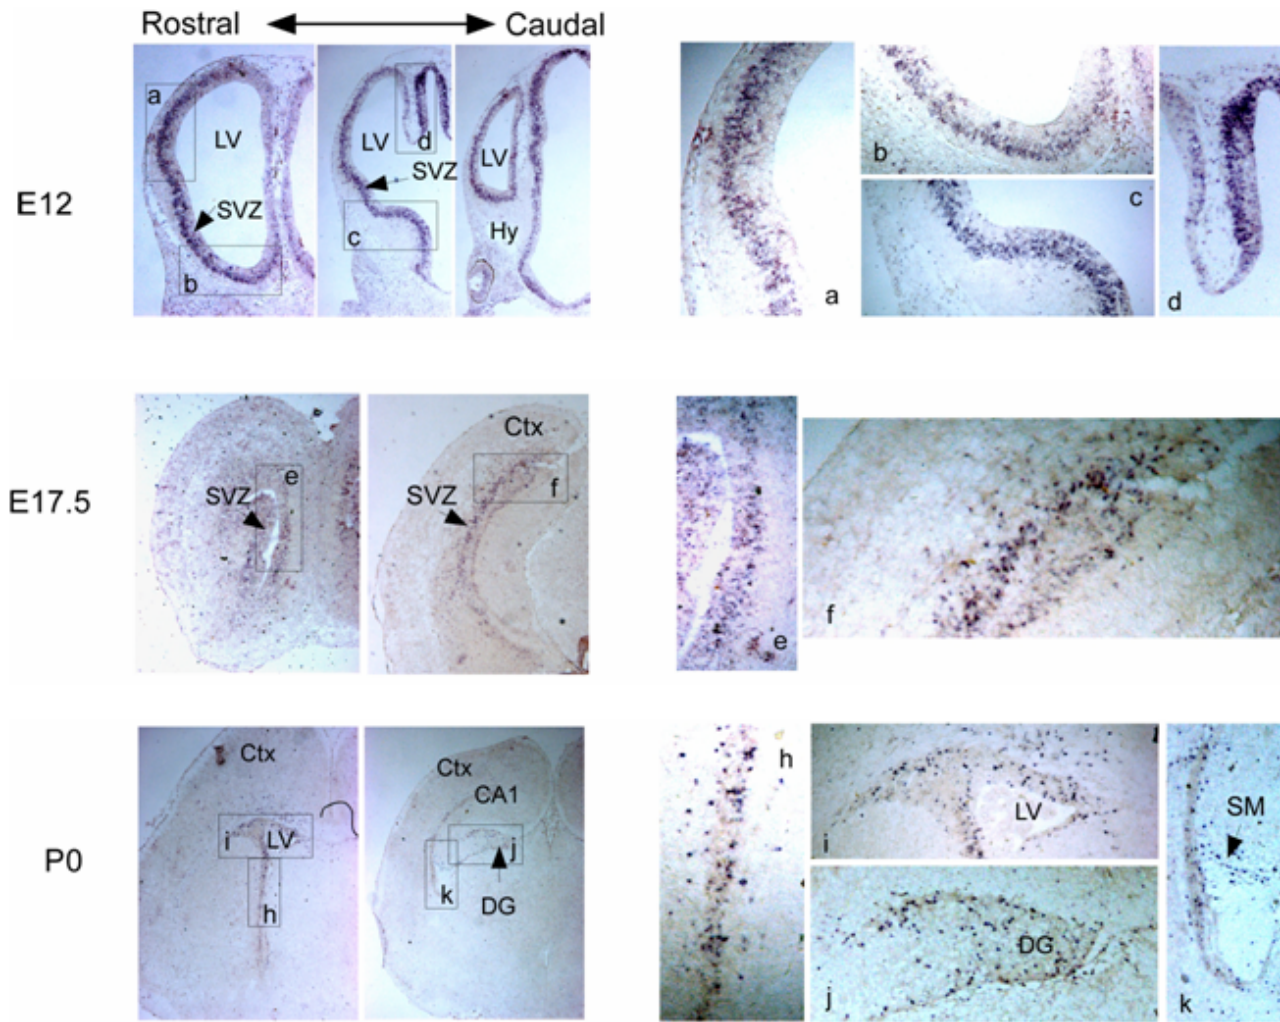 Rostral Caudal
E12
a LV SVZ b
LV d SVZ c
LV Hy
a
b
c
d
E17.5
SVZ e
Ctx SVZ f
e
f
P0
Ctx i LV h
Ctx CA1 j k DG
h
LV i
DG j
SM k